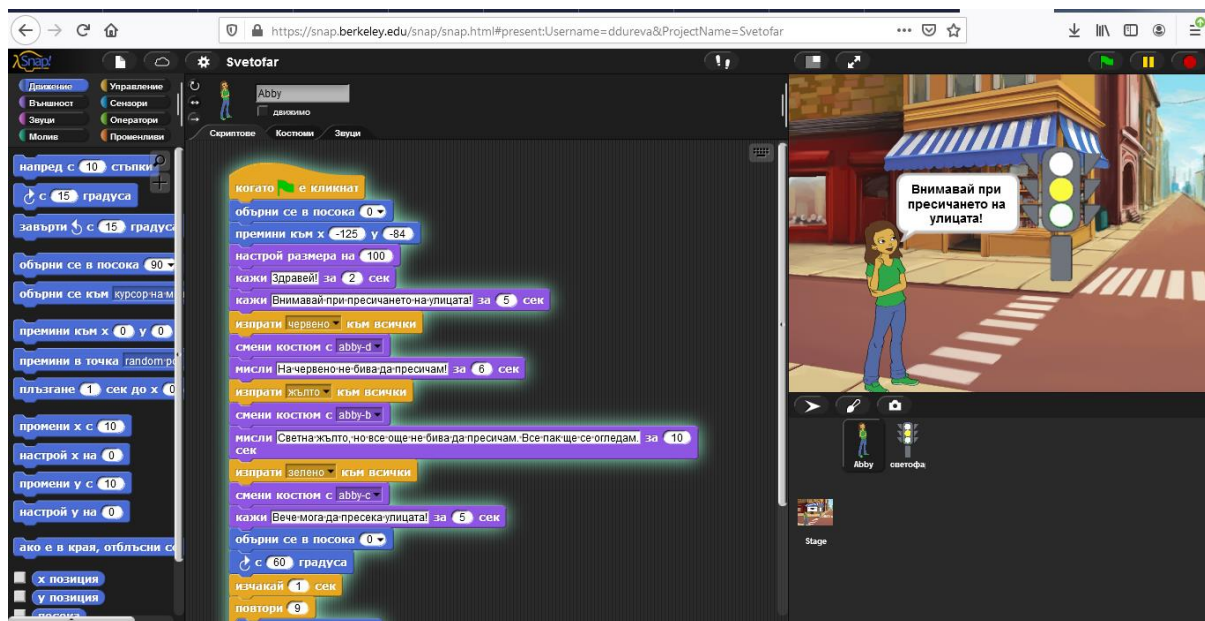 https://snap.berkeley.edu/snap/snap.html#present:Username=ddureva&ProjectName=Svetofar
Snap!
Svetofar
Движение
Управление
Външност
Сензори
Звуци
Оператори
Молив
Променливи
Abby
движимо
Скриптове Костюми Звуци
напред с 10 стъпки
с 15 градуса
завърти с 15 градуса
обърни се в посока 90
обърни се към курсор на м
премини към x 0 y 0
премини в точка random po
плъзгане 1 сек до x 0
промени x с 10
настрой x на 0
промени y с 10
настрой y на 0
ако е в края, отблъсни се
x позиция
y позиция
посока
когато е кликнат
обърни се в посока 0
премини към x -125 y -84
настрой размера на 100
кажи Здравей! за 2 сек
кажи Внимавай при пресичането на улицата! за 5 сек
изпрати червено към всички
смени костюм с abby-d
мисли На червено не бива да пресичам! за 6 сек
изпрати жълто към всички
смени костюм с abby-b
мисли Светна жълто, но все още не бива да пресичам. Все пак ще се огледам. за 10
сек
изпрати зелено към всички
смени костюм с abby-c
кажи Вече мога да пресека улицата! за 5 сек
обърни се в посока 0
с 60 градуса
изчакай 1 сек
повтори 9
Внимавай при
пресичането на
улицата!
Abby
светофа
Stage